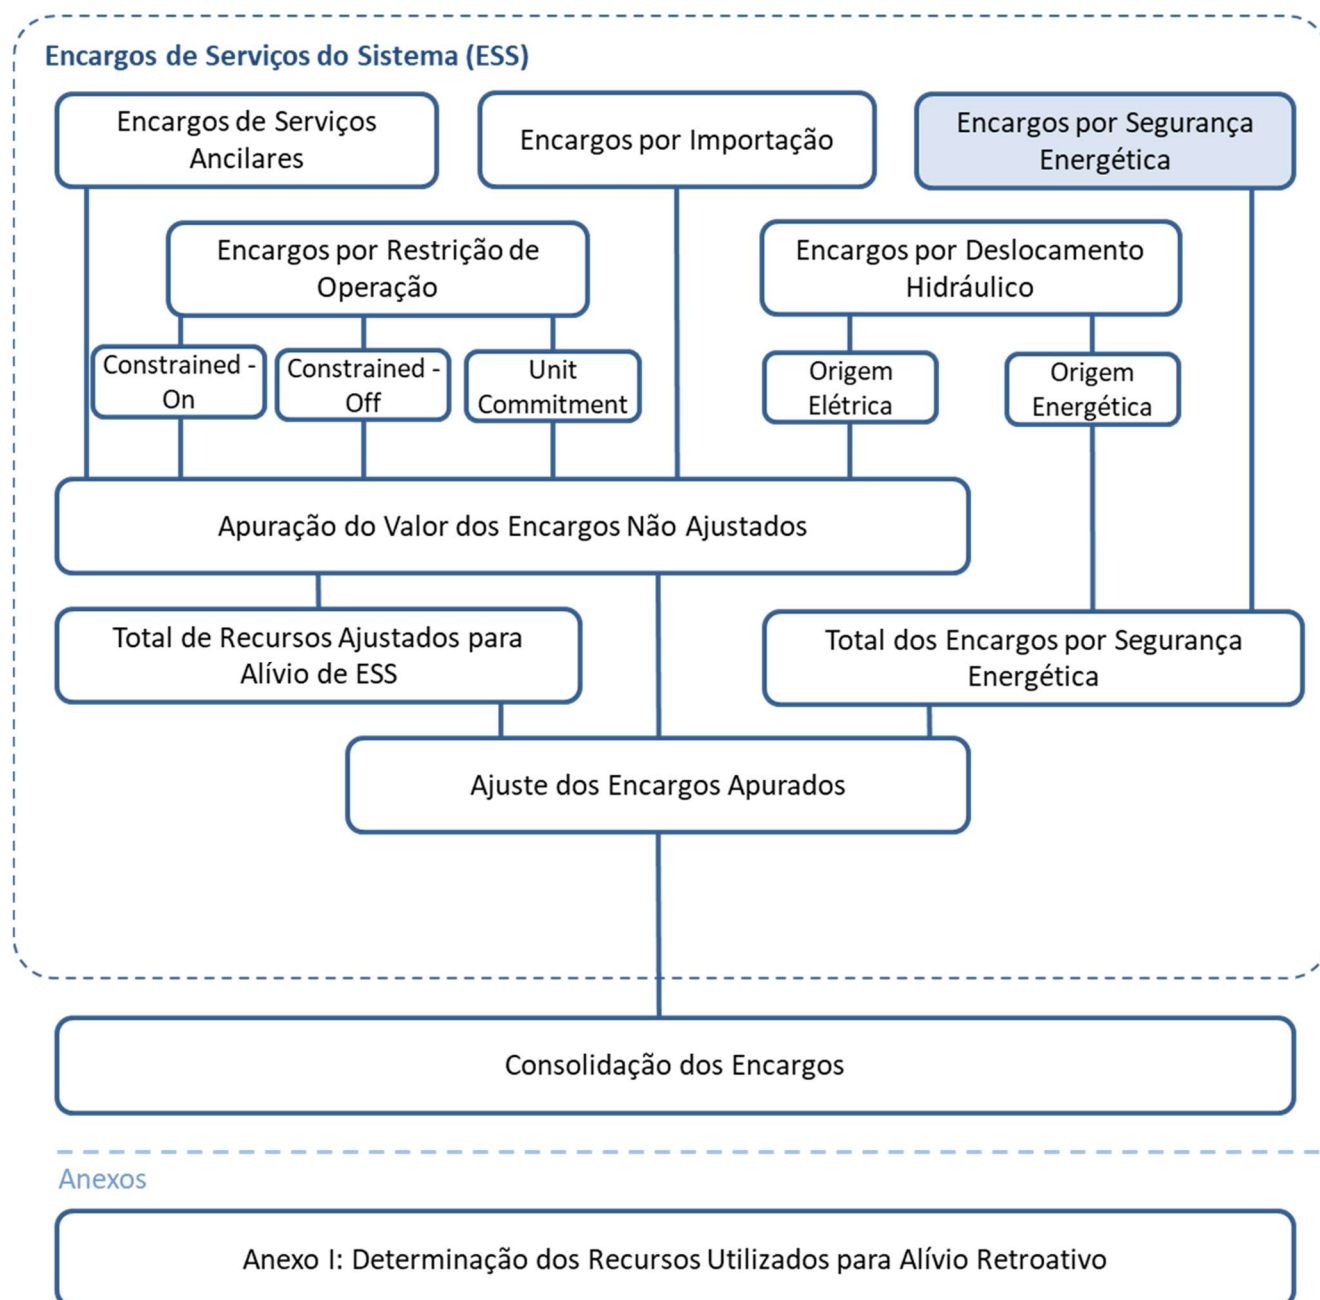 Encargos de Serviços do Sistema (ESS)
Encargos de Serviços
Ancilares
Encargos por Importação
Encargos por Segurança
Energética
Encargos por Restrição de
Operação
Encargos por Deslocamento
Hidráulico
Constrained -
On
Constrained -
Off
Unit
Commitment
Origem
Elétrica
Origem
Energética
Apuração do Valor dos Encargos Não Ajustados
Total de Recursos Ajustados para
Alívio de ESS
Total dos Encargos por Segurança
Energética
Ajuste dos Encargos Apurados
Consolidação dos Encargos
Anexos
Anexo I: Determinação dos Recursos Utilizados para Alívio Retroativo